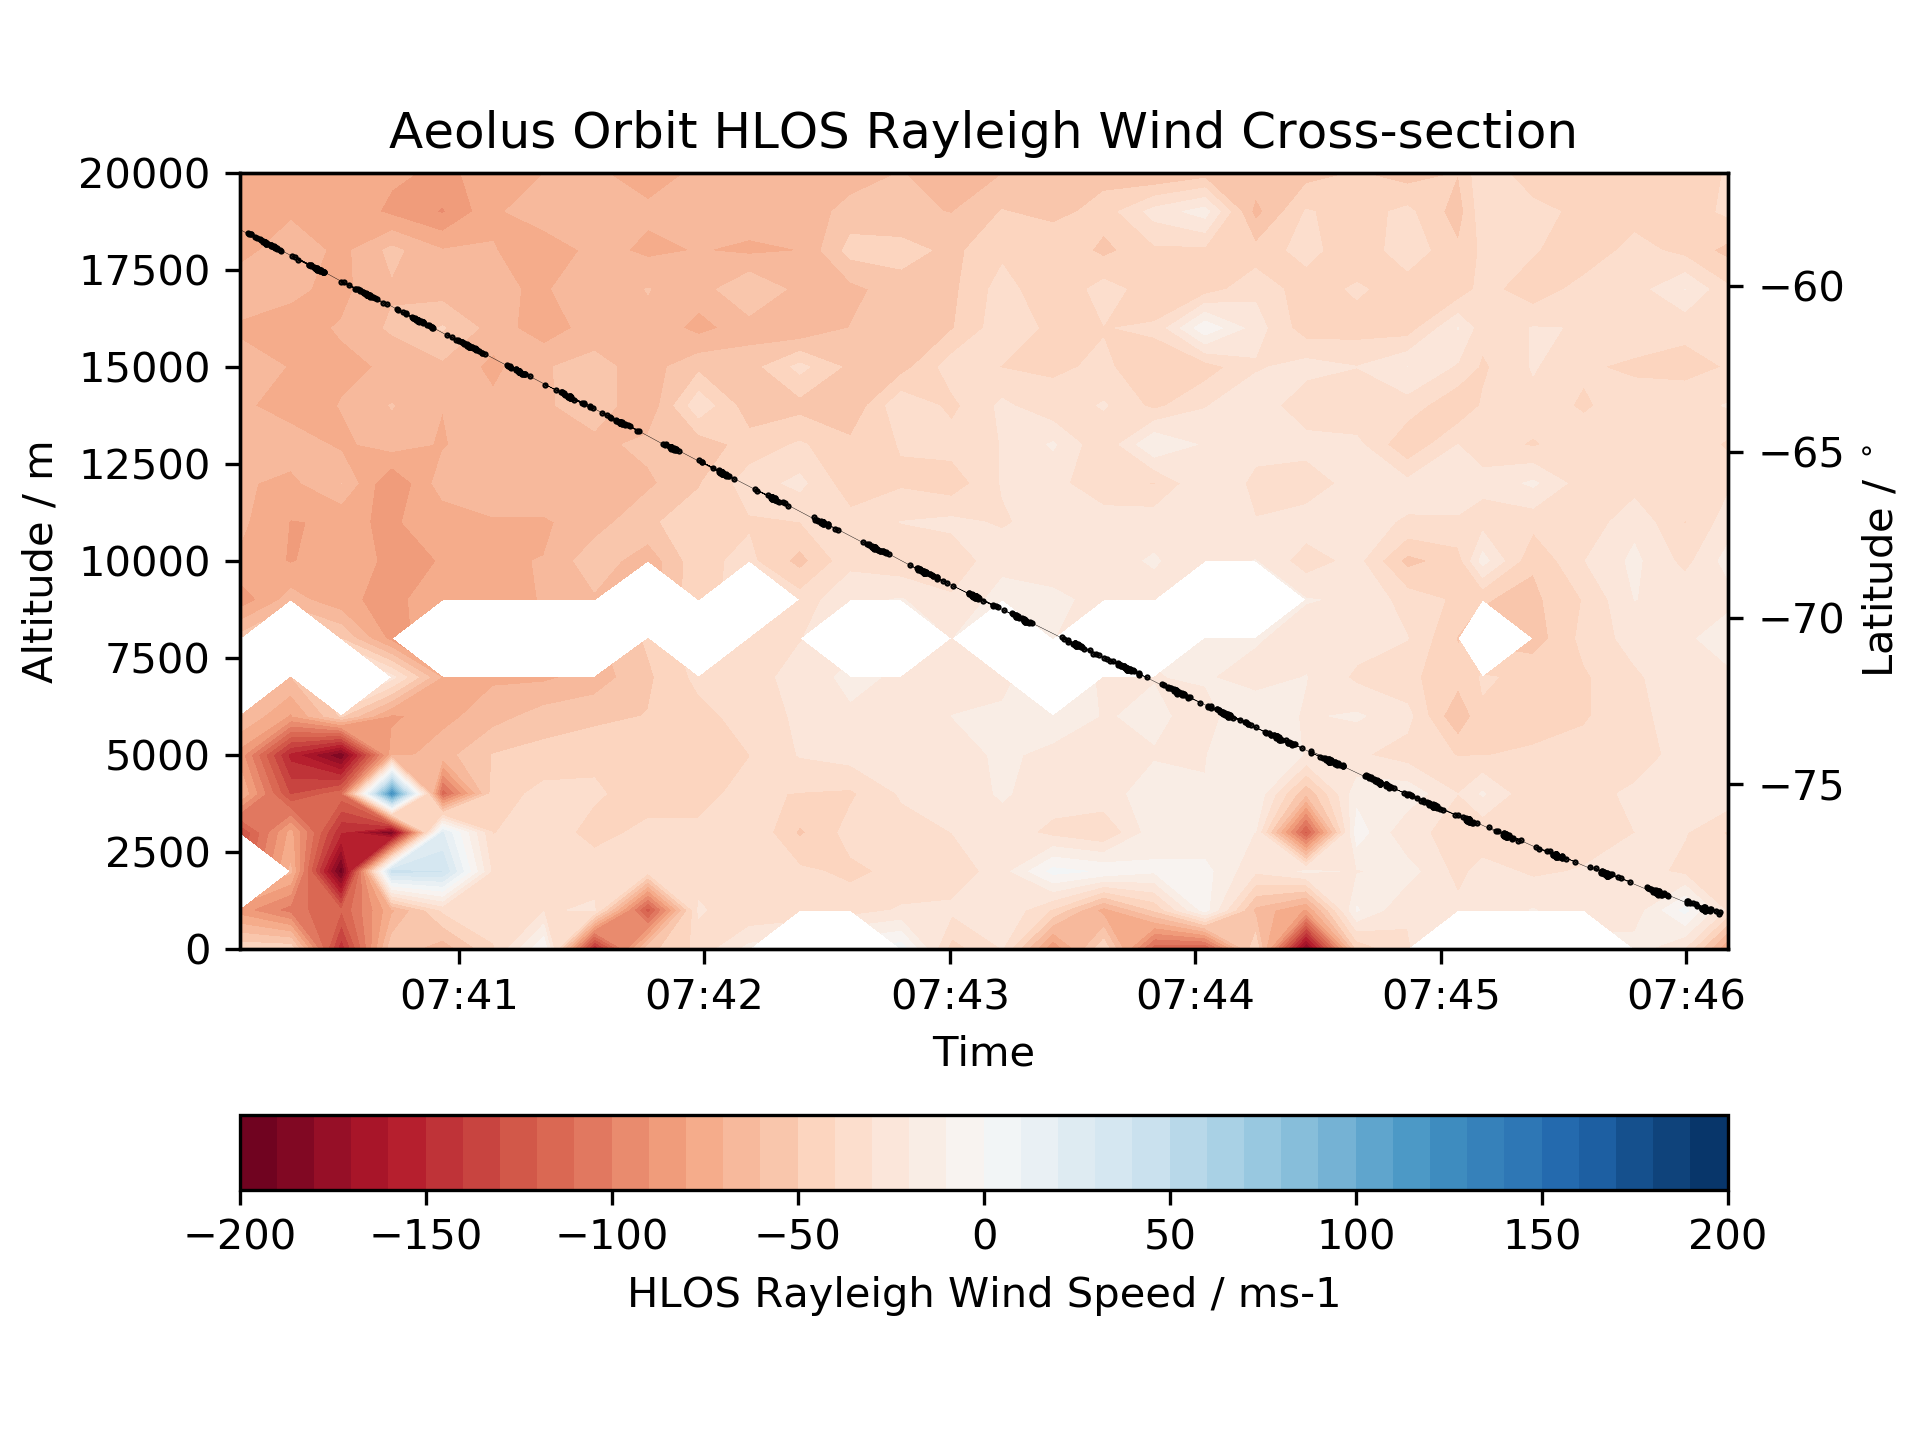 Aeolus Orbit HLOS Rayleigh Wind Cross-section
20000
17500
15000
12500
10000
7500
5000
2500
0
Altitude / m
−60
−65
−70
−75
Latitude / °
07:41 07:42 07:43 07:44 07:45 07:46
Time
−200 −150 −100 −50 0 50 100 150 200
HLOS Rayleigh Wind Speed / ms-1